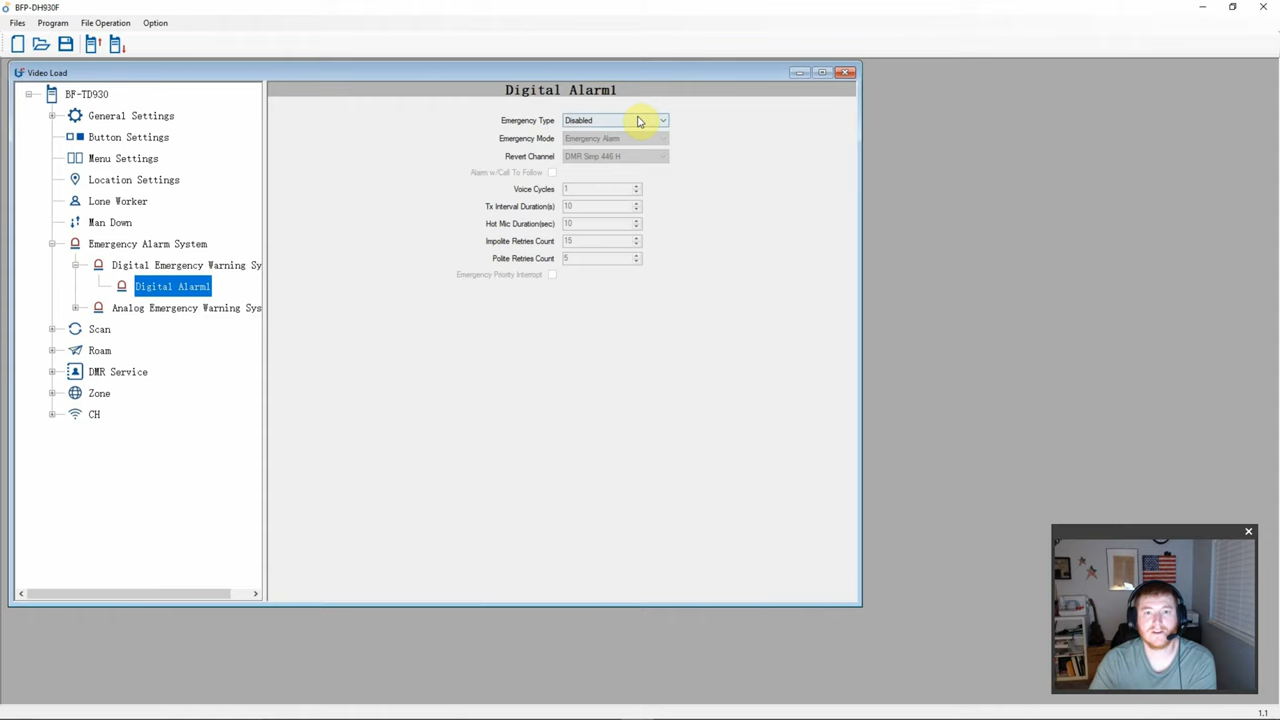 BFP-DH930F
Files Program File Operation Option
Video Load
BF-TD930
General Settings
Button Settings
Menu Settings
Location Settings
Lone Worker
Man Down
Emergency Alarm System
Digital Emergency Warning Sy
Digital Alarm1
Analog Emergency Warning Sys
Scan
Roam
DMR Service
Zone
CH
Digital Alarm1
Emergency Type Disabled
Emergency Mode Emergency Alarm
Revert Channel DMR Simp 446 H
Alarm w/Call To Follow
Voice Cycles 1
Tx Interval Duration(s) 10
Hot Mic Duration(sec) 10
Impolite Retries Count 15
Polite Retries Count 5
Emergency Priority Interrupt
1.1